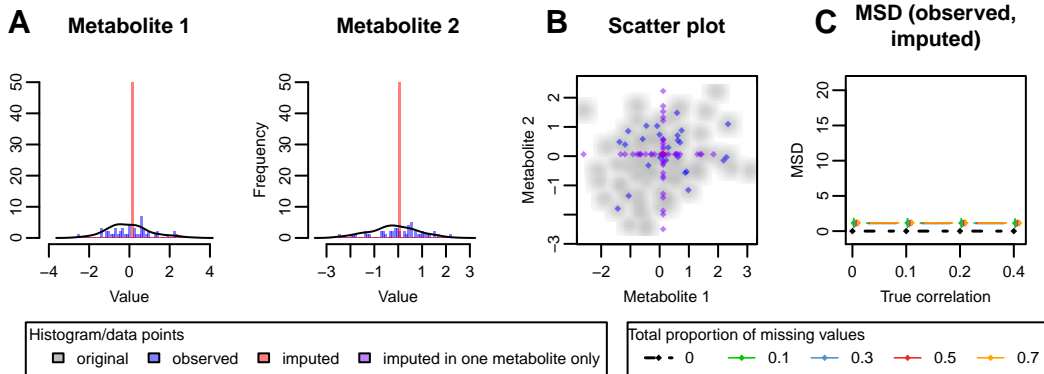 A
Metabolite 1
Metabolite 2
B
Scatter plot
C
MSD (observed,
imputed)
0 10 20 30 40 50
−4 −2 0 2 4
Value
Frequency
0 10 20 30 40 50
−3 −1 0 1 2 3
Value
Metabolite 2
−3 −1 0 1 2
−2 0 1 2 3
Metabolite 1
MSD
0 5 10 15 20
0 0.1 0.2 0.4
True correlation
Histogram/data points
original observed imputed imputed in one metabolite only
Total proportion of missing values
0 0.1 0.3 0.5 0.7